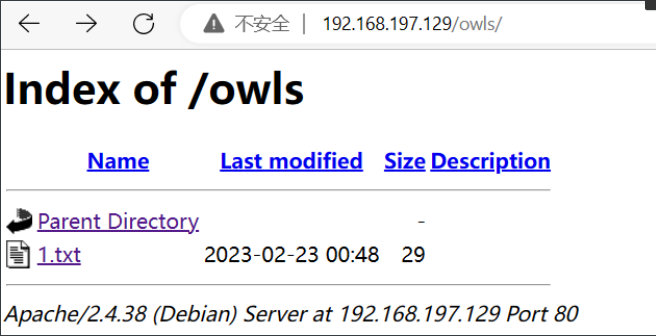 不安全 | 192.168.197.129/owls/
Index of /owls
Name Last modified Size Description
Parent Directory -
1.txt 2023-02-23 00:48 29
Apache/2.4.38 (Debian) Server at 192.168.197.129 Port 80